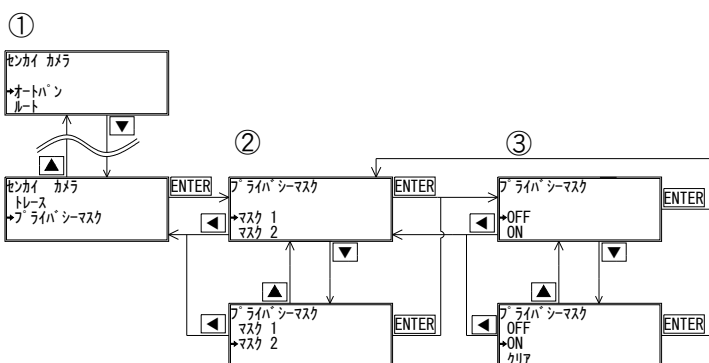 ①
センカイ カメラ
→オートパン
ルート
▼
②
③
▲
センカイ カメラ
トレース
→プライバシーマスク
ENTER
◀
プライバシーマスク
→マスク 1
マスク 2
ENTER
◀
プライバシーマスク
→OFF
ON
ENTER
▼
▼
▲
▲
◀
プライバシーマスク
マスク 1
→マスク 2
ENTER
◀
プライバシーマスク
OFF
→ON
クリア
ENTER